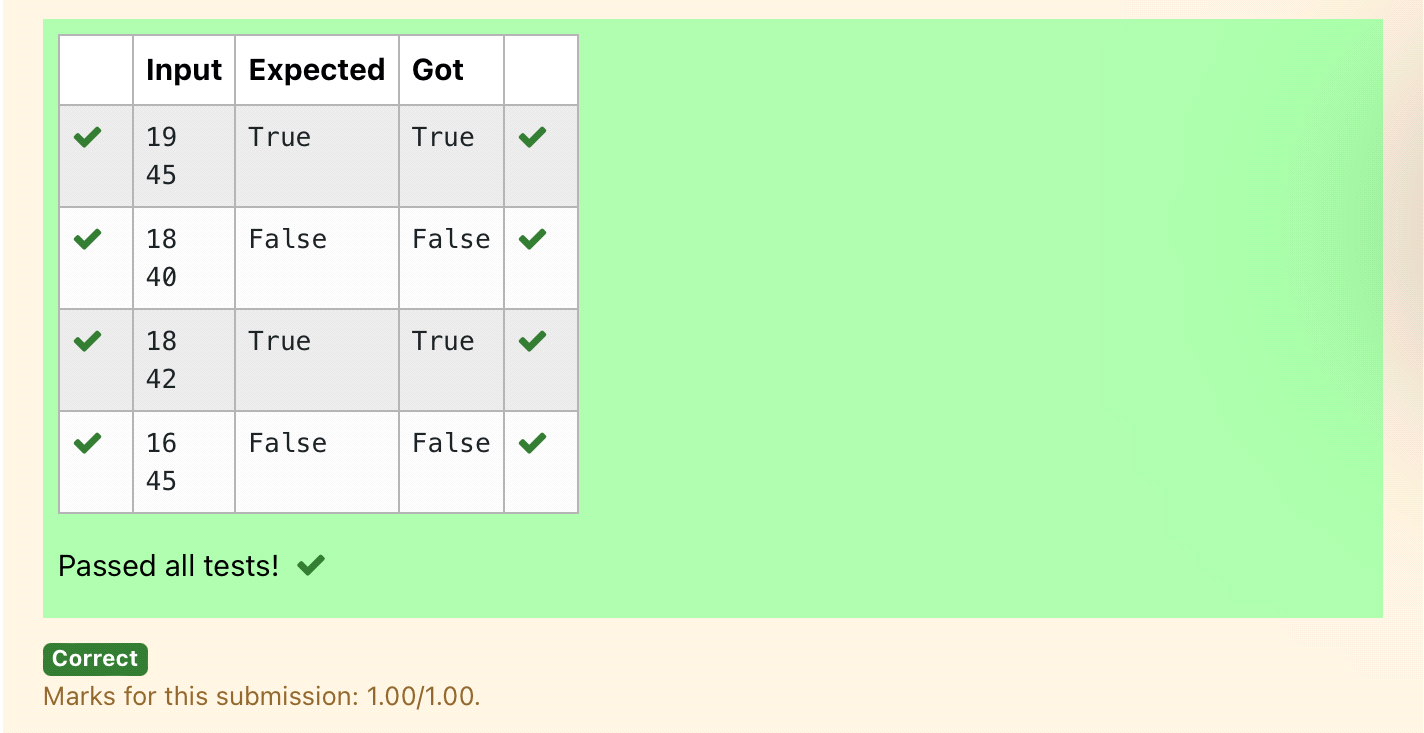 Input Expected Got
19 True True
45
18 False False
40
18 True True
42
16 False False
45
Passed all tests!
Correct
Marks for this submission: 1.00/1.00.